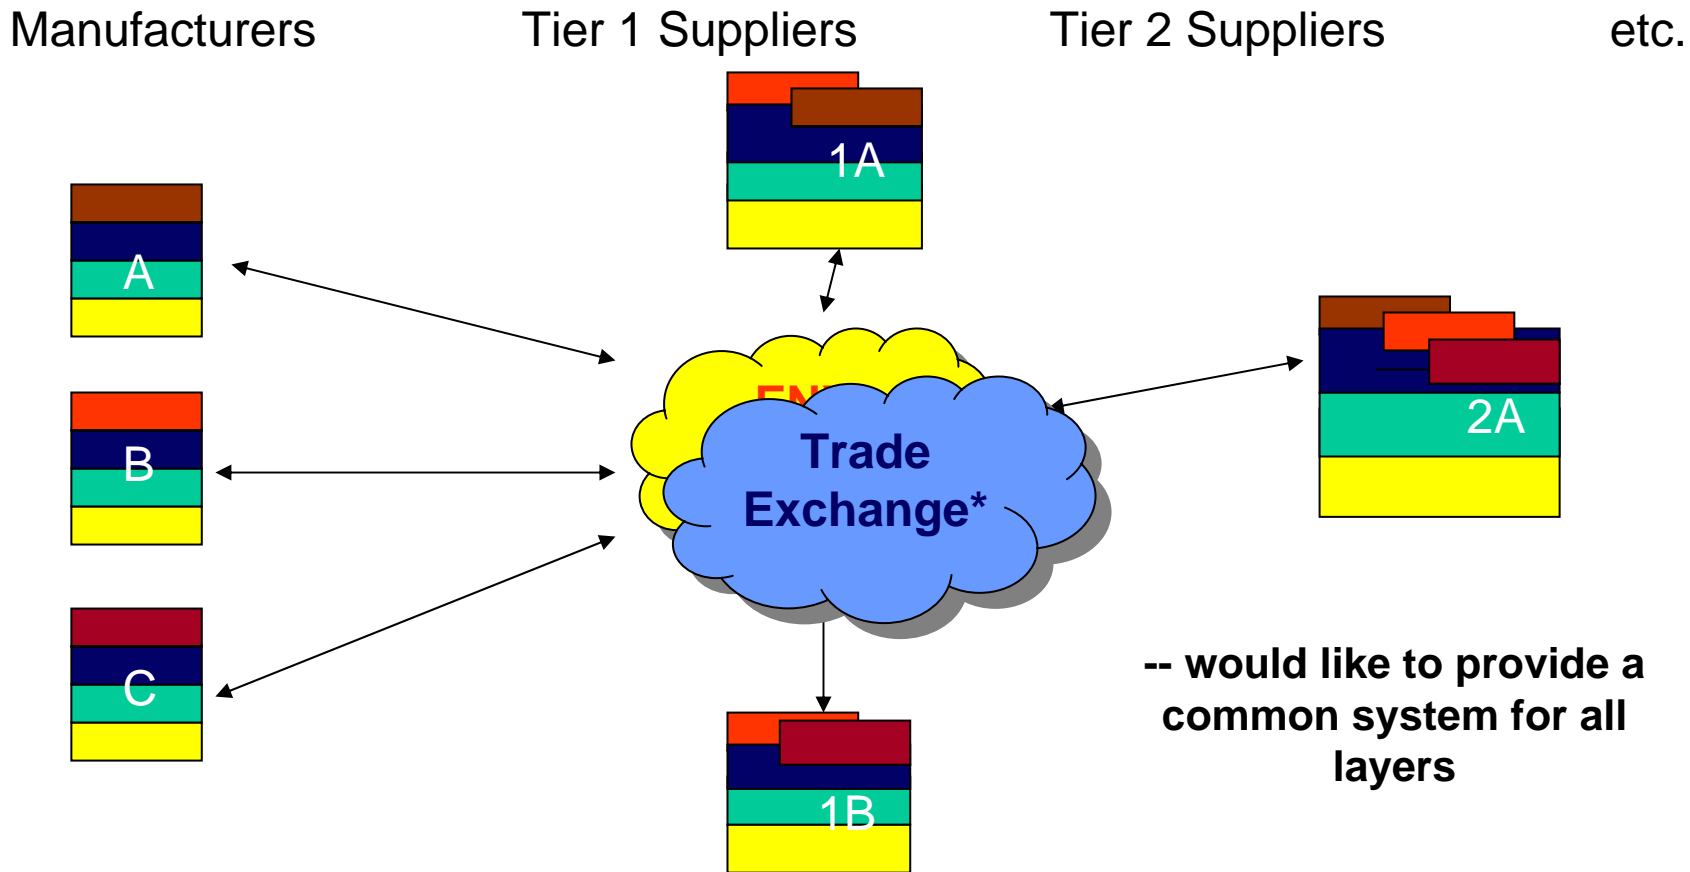 Manufacturers Tier 1 Suppliers Tier 2 Suppliers etc.
1A
A
B
C
Trade
Exchange*
2A
1B
-- would like to provide a
common system for all
layers